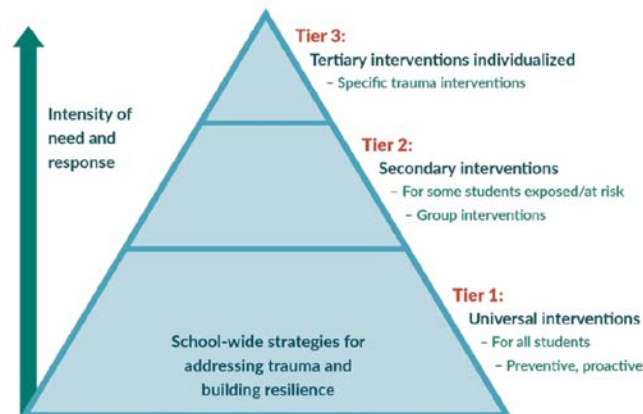 Tier 3:
Tertiary interventions individualized
– Specific trauma interventions
Intensity of
need and
response
Tier 2:
Secondary interventions
– For some students exposed/at risk
– Group interventions
Tier 1:
Universal interventions
– For all students
– Preventive, proactive
School-wide strategies for
addressing trauma and
building resilience